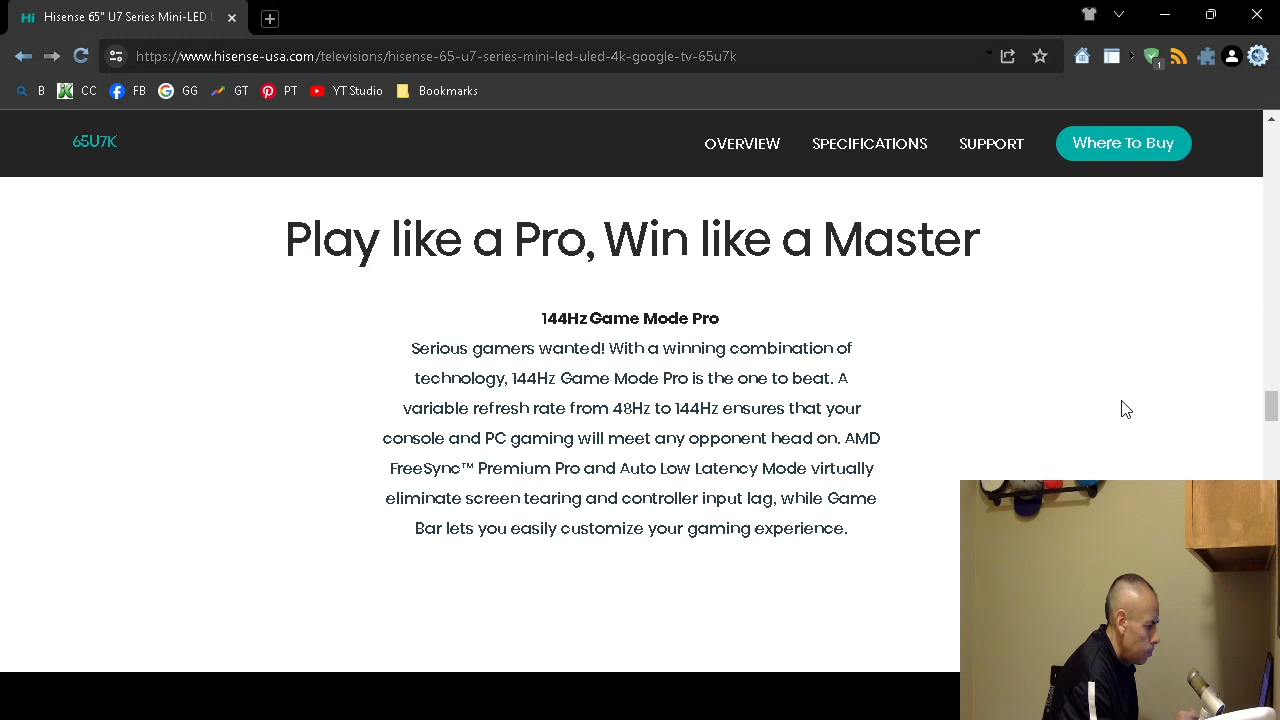 Hi Hisense 65" U7 Series Mini-LED
https://www.hisense-usa.com/televisions/hisense-65-u7-series-mini-led-uled-4k-google-tv-65u7k
1
B CC FB GG GT PT YT Studio Bookmarks
65U7K OVERVIEW SPECIFICATIONS SUPPORT Where To Buy
Play like a Pro, Win like a Master
144Hz Game Mode Pro
Serious gamers wanted! With a winning combination of
technology, 144Hz Game Mode Pro is the one to beat. A
variable refresh rate from 48Hz to 144Hz ensures that your
console and PC gaming will meet any opponent head on. AMD
FreeSync™ Premium Pro and Auto Low Latency Mode virtually
eliminate screen tearing and controller input lag, while Game
Bar lets you easily customize your gaming experience.